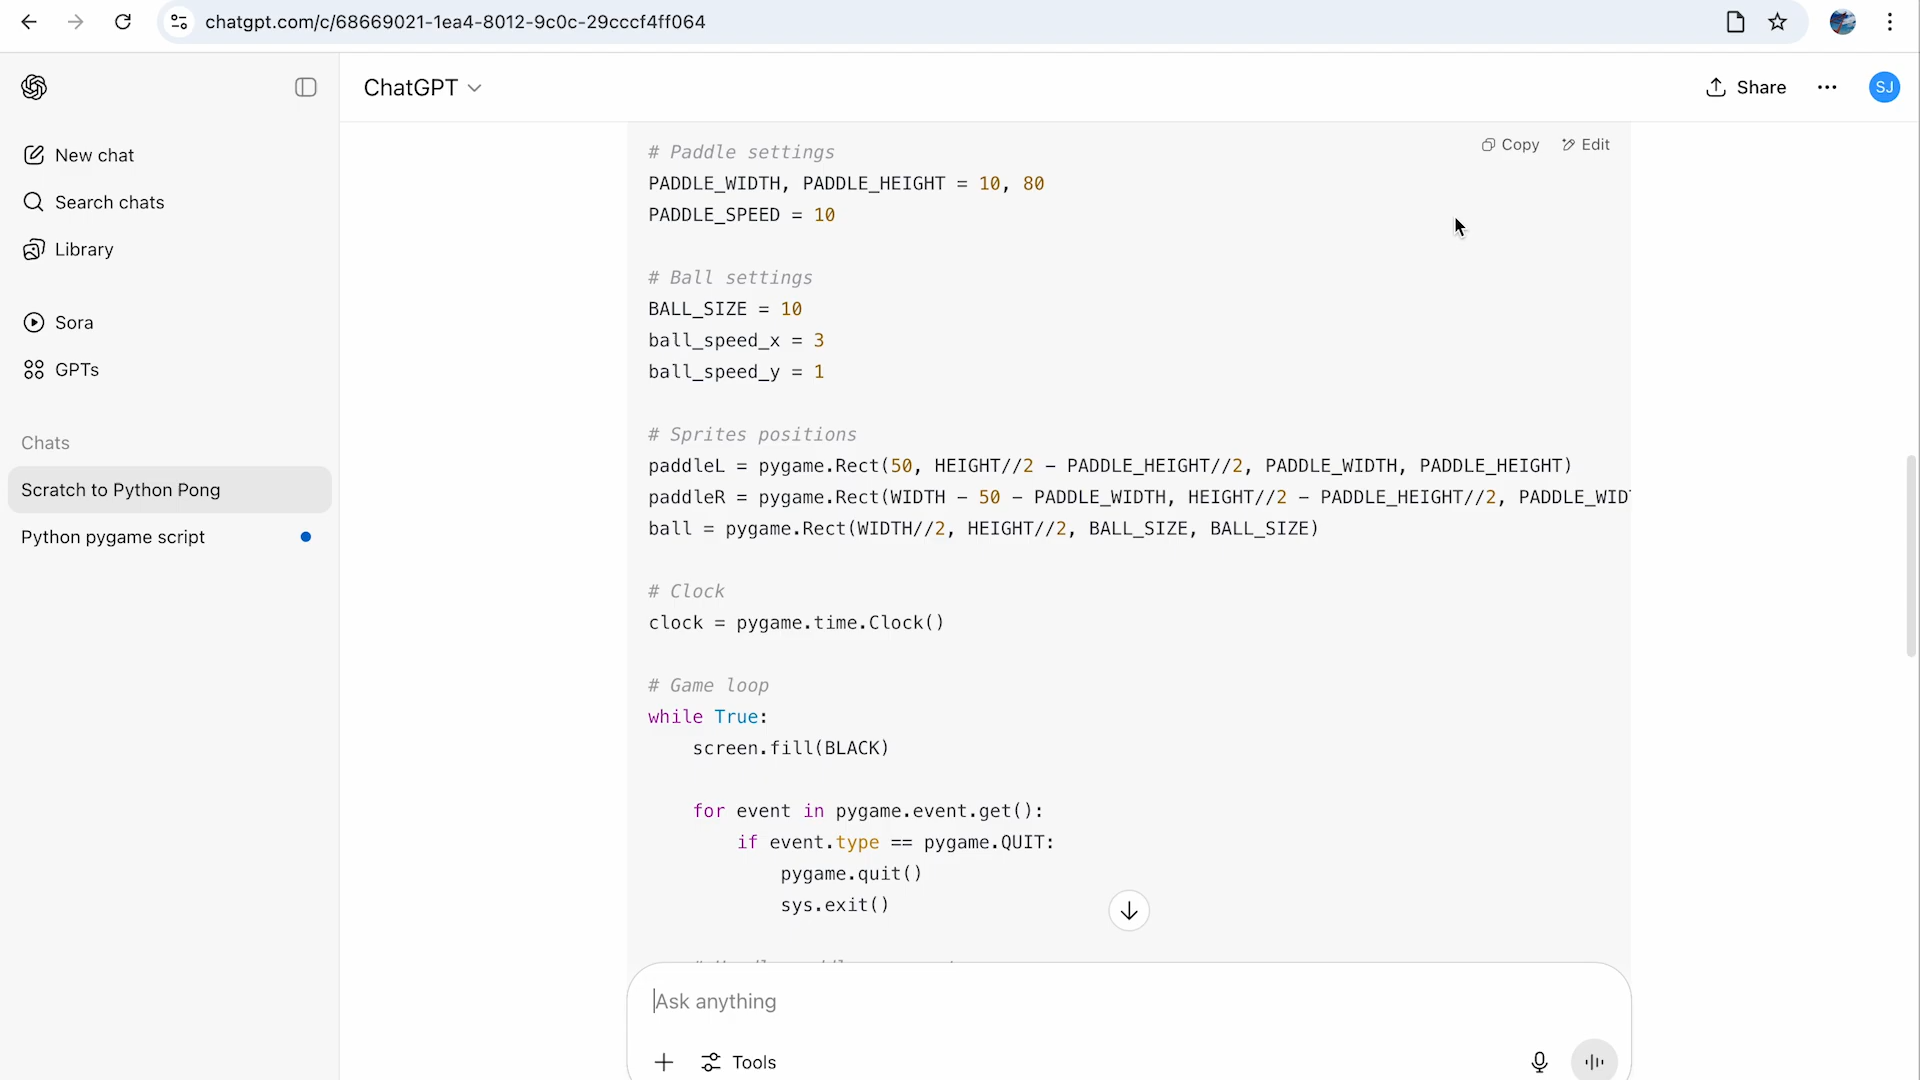 chatgpt.com/c/68669021-1ea4-8012-9c0c-29cccf4ff064
ChatGPT
Share
SJ
New chat
Search chats
Library
Sora
GPTs
Chats
Scratch to Python Pong
Python pygame script
Copy
Edit
# Paddle settings
PADDLE_WIDTH, PADDLE_HEIGHT = 10, 80
PADDLE_SPEED = 10
# Ball settings
BALL_SIZE = 10
ball_speed_x = 3
ball_speed_y = 1
# Sprites positions
paddleL = pygame.Rect(50, HEIGHT//2 – PADDLE_HEIGHT//2, PADDLE_WIDTH, PADDLE_HEIGHT)
paddleR = pygame.Rect(WIDTH – 50 – PADDLE_WIDTH, HEIGHT//2 – PADDLE_HEIGHT//2, PADDLE_WID
ball = pygame.Rect(WIDTH//2, HEIGHT//2, BALL_SIZE, BALL_SIZE)
# Clock
clock = pygame.time.Clock()
# Game loop
while True:
screen.fill(BLACK)
for event in pygame.event.get():
if event.type == pygame.QUIT:
pygame.quit()
sys.exit()
Ask anything
Tools